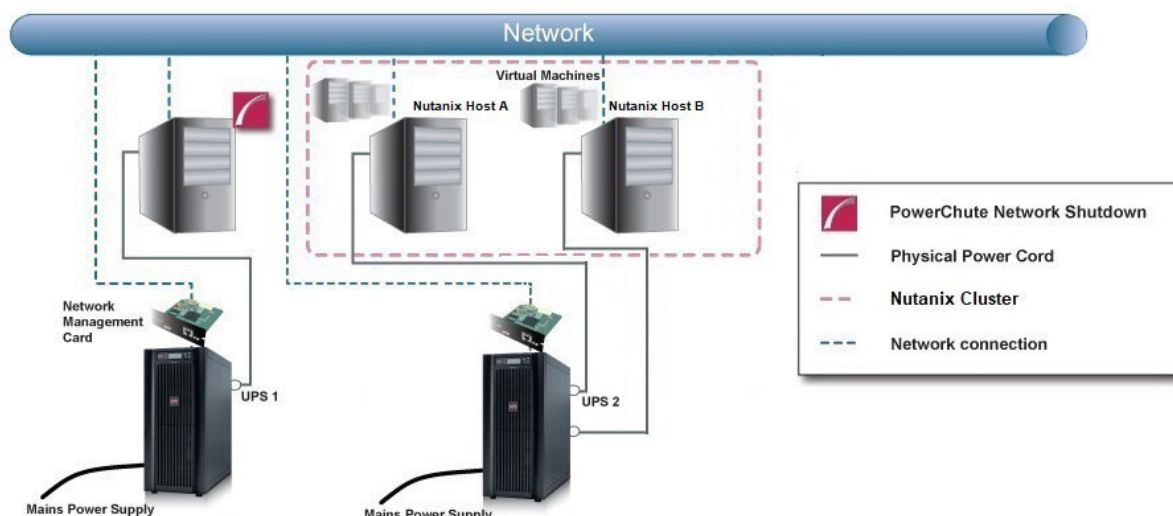 Network
Virtual Machines
Nutanix Host A
Nutanix Host B
PowerChute Network Shutdown
Physical Power Cord
Nutanix Cluster
Network connection
Network
Management
Card
UPS 1
UPS 2
Mains Power Supply
Mains Power Supply